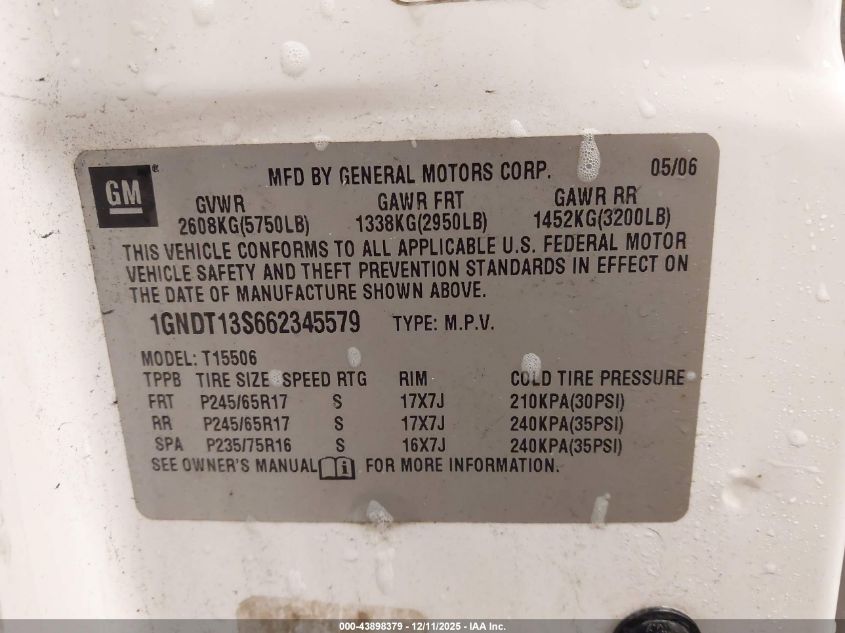 GM
MFD BY GENERAL MOTORS CORP. 05/06
GVWR GAWR FRT GAWR RR
2608KG(5750LB) 1338KG(2950LB) 1452KG(3200LB)
THIS VEHICLE CONFORMS TO ALL APPLICABLE U.S. FEDERAL MOTOR
VEHICLE SAFETY AND THEFT PREVENTION STANDARDS IN EFFECT ON
THE DATE OF MANUFACTURE SHOWN ABOVE.
1GNDT13S662345579 TYPE: M.P.V.
MODEL: T15506
TPPB TIRE SIZE SPEED RTG RIM COLD TIRE PRESSURE
FRT P245/65R17 S 17X7J 210KPA(30PSI)
RR P245/65R17 S 17X7J 240KPA(35PSI)
SPA P235/75R16 S 16X7J 240KPA(35PSI)
SEE OWNER'S MANUAL i FOR MORE INFORMATION.
000-43898379 - 12/11/2025 - IAA Inc.